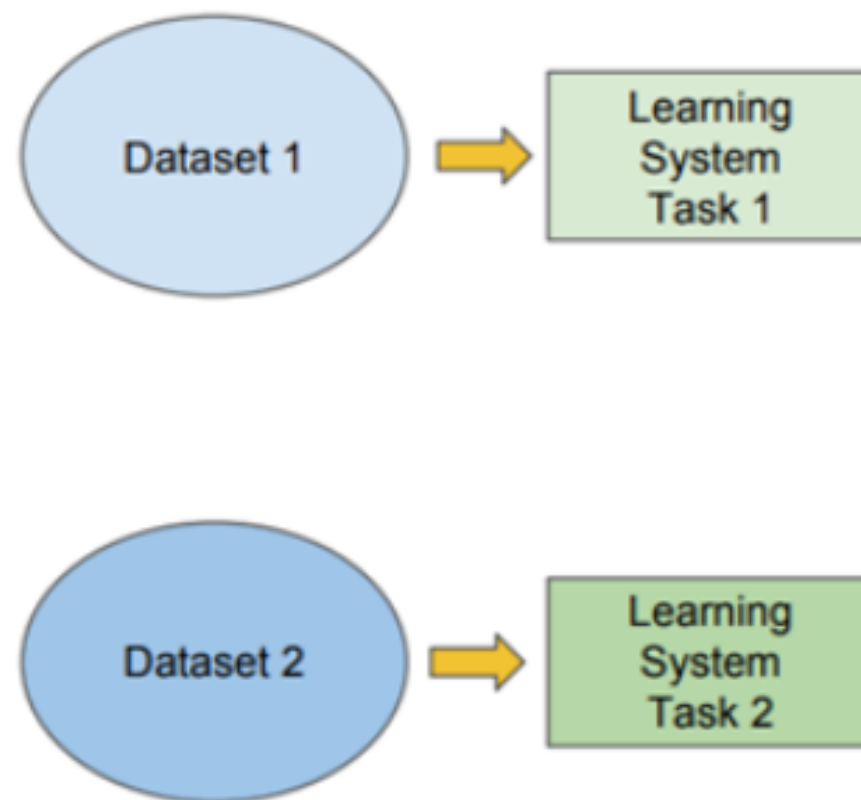 Dataset 1
Learning
System
Task 1
Dataset 2
Learning
System
Task 2